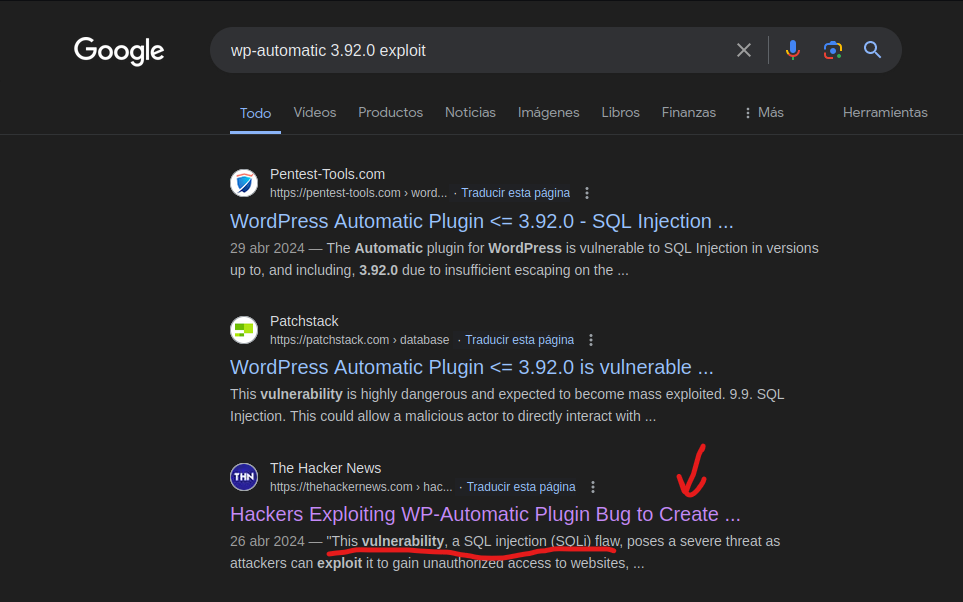 Google
wp-automatic 3.92.0 exploit
Todo Vídeos Productos Noticias Imágenes Libros Finanzas Más Herramientas
Pentest-Tools.com
https://pentest-tools.com › word... · Traducir esta página
WordPress Automatic Plugin <= 3.92.0 - SQL Injection ...
29 abr 2024 — The Automatic plugin for WordPress is vulnerable to SQL Injection in versions
up to, and including, 3.92.0 due to insufficient escaping on the ...
Patchstack
https://patchstack.com › database · Traducir esta página
WordPress Automatic Plugin <= 3.92.0 is vulnerable ...
This vulnerability is highly dangerous and expected to become mass exploited. 9.9. SQL
Injection. This could allow a malicious actor to directly interact with ...
THN
The Hacker News
https://thehackernews.com › hac... · Traducir esta página
Hackers Exploiting WP-Automatic Plugin Bug to Create ...
26 abr 2024 — "This vulnerability, a SQL injection (SQLi) flaw, poses a severe threat as
attackers can exploit it to gain unauthorized access to websites, ...